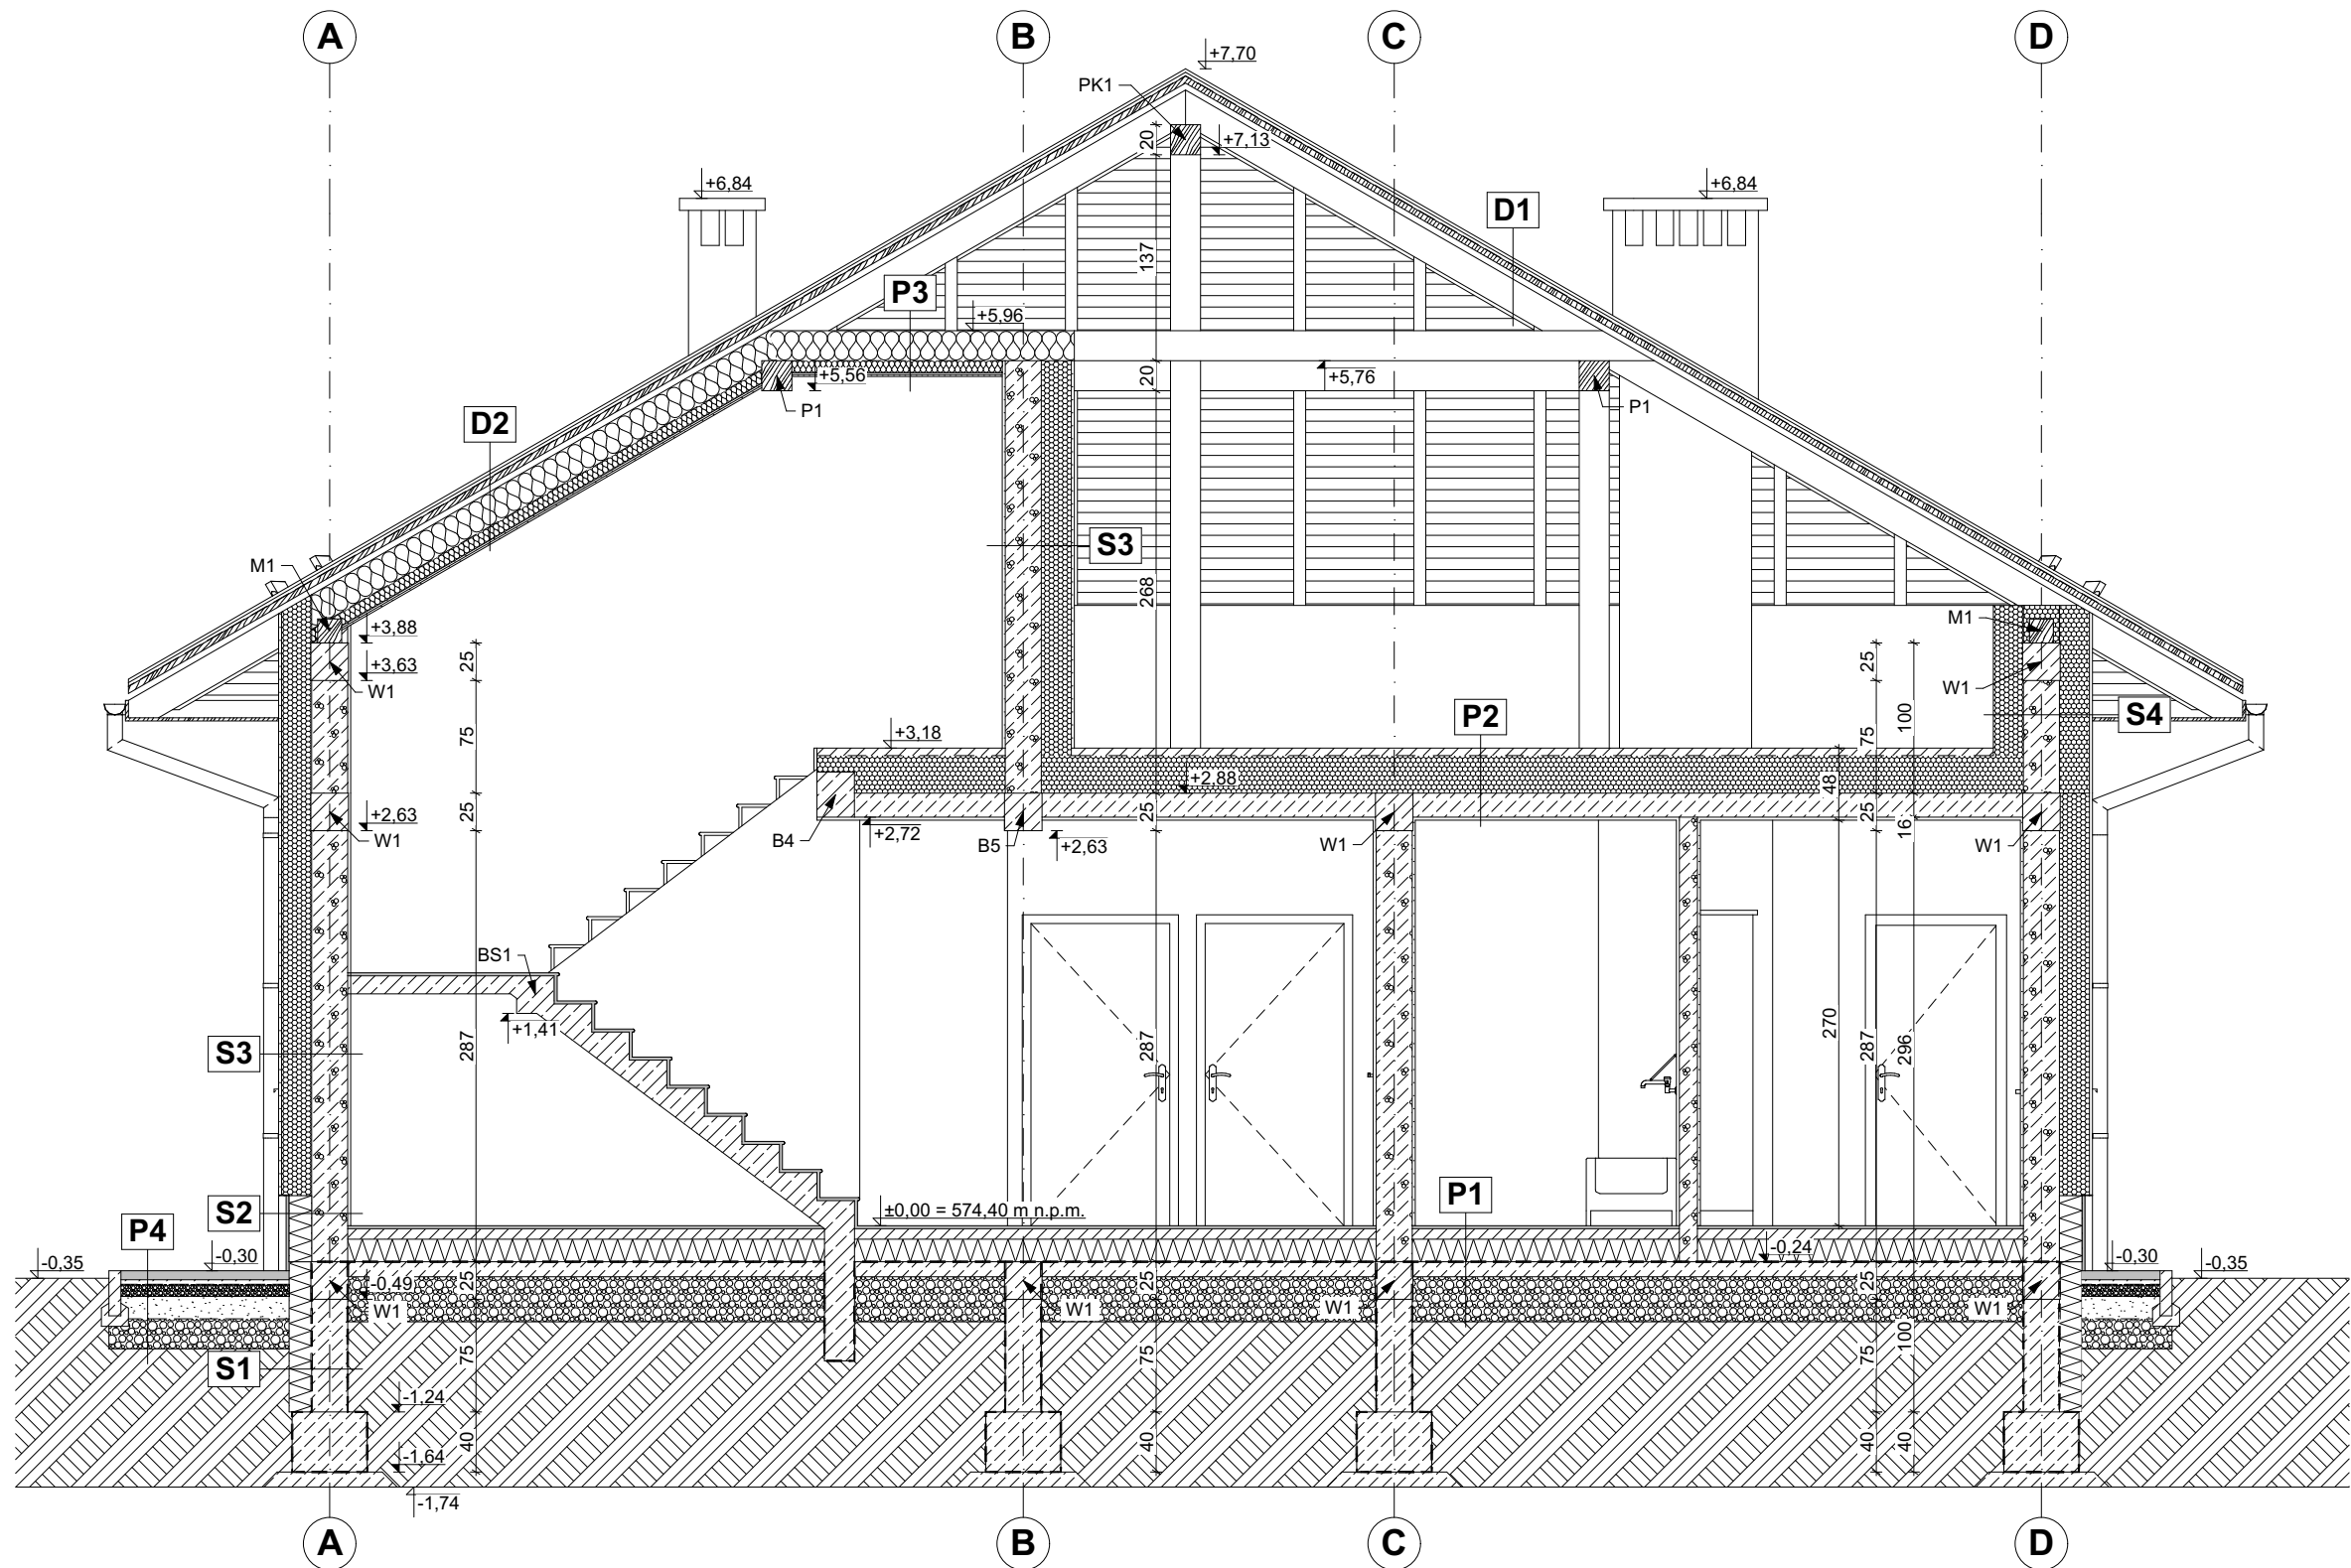 A
B
C
D
+7,70
PK1
20
+7,13
+6,84
+6,84
D1
137
P3
+5,96
+5,56
20
+5,76
P1
P1
D2
S3
M1
268
+3,88
25
+3,63
W1
M1
25
W1
100
P2
S4
75
75
+3,18
+2,88
48
25
+2,63
W1
25
25
16
+2,72
B4
B5
+2,63
W1
W1
BS1
+1,41
270
S3
287
287
287
296
P1
S2
±0,00 = 574,40 m n.p.m.
P4
-0,35
-0,30
-0,24
-0,30
-0,35
-0,49
25
25
25
W1
W1
W1
W1
100
S1
75
75
75
-1,24
40
40
40
40
-1,64
-1,74
A
B
C
D